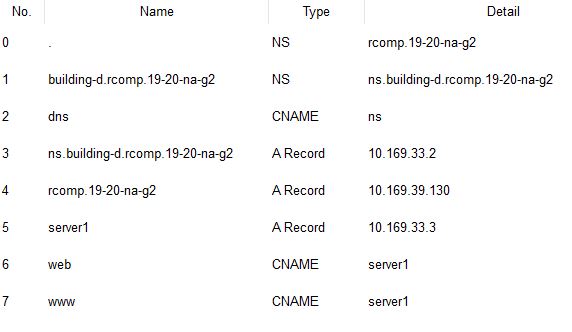 No. Name Type Detail
0 . NS rcomp.19-20-na-g2
1 building-d.rcomp.19-20-na-g2 NS ns.building-d.rcomp.19-20-na-g2
2 dns CNAME ns
3 ns.building-d.rcomp.19-20-na-g2 A Record 10.169.33.2
4 rcomp.19-20-na-g2 A Record 10.169.39.130
5 server1 A Record 10.169.33.3
6 web CNAME server1
7 www CNAME server1